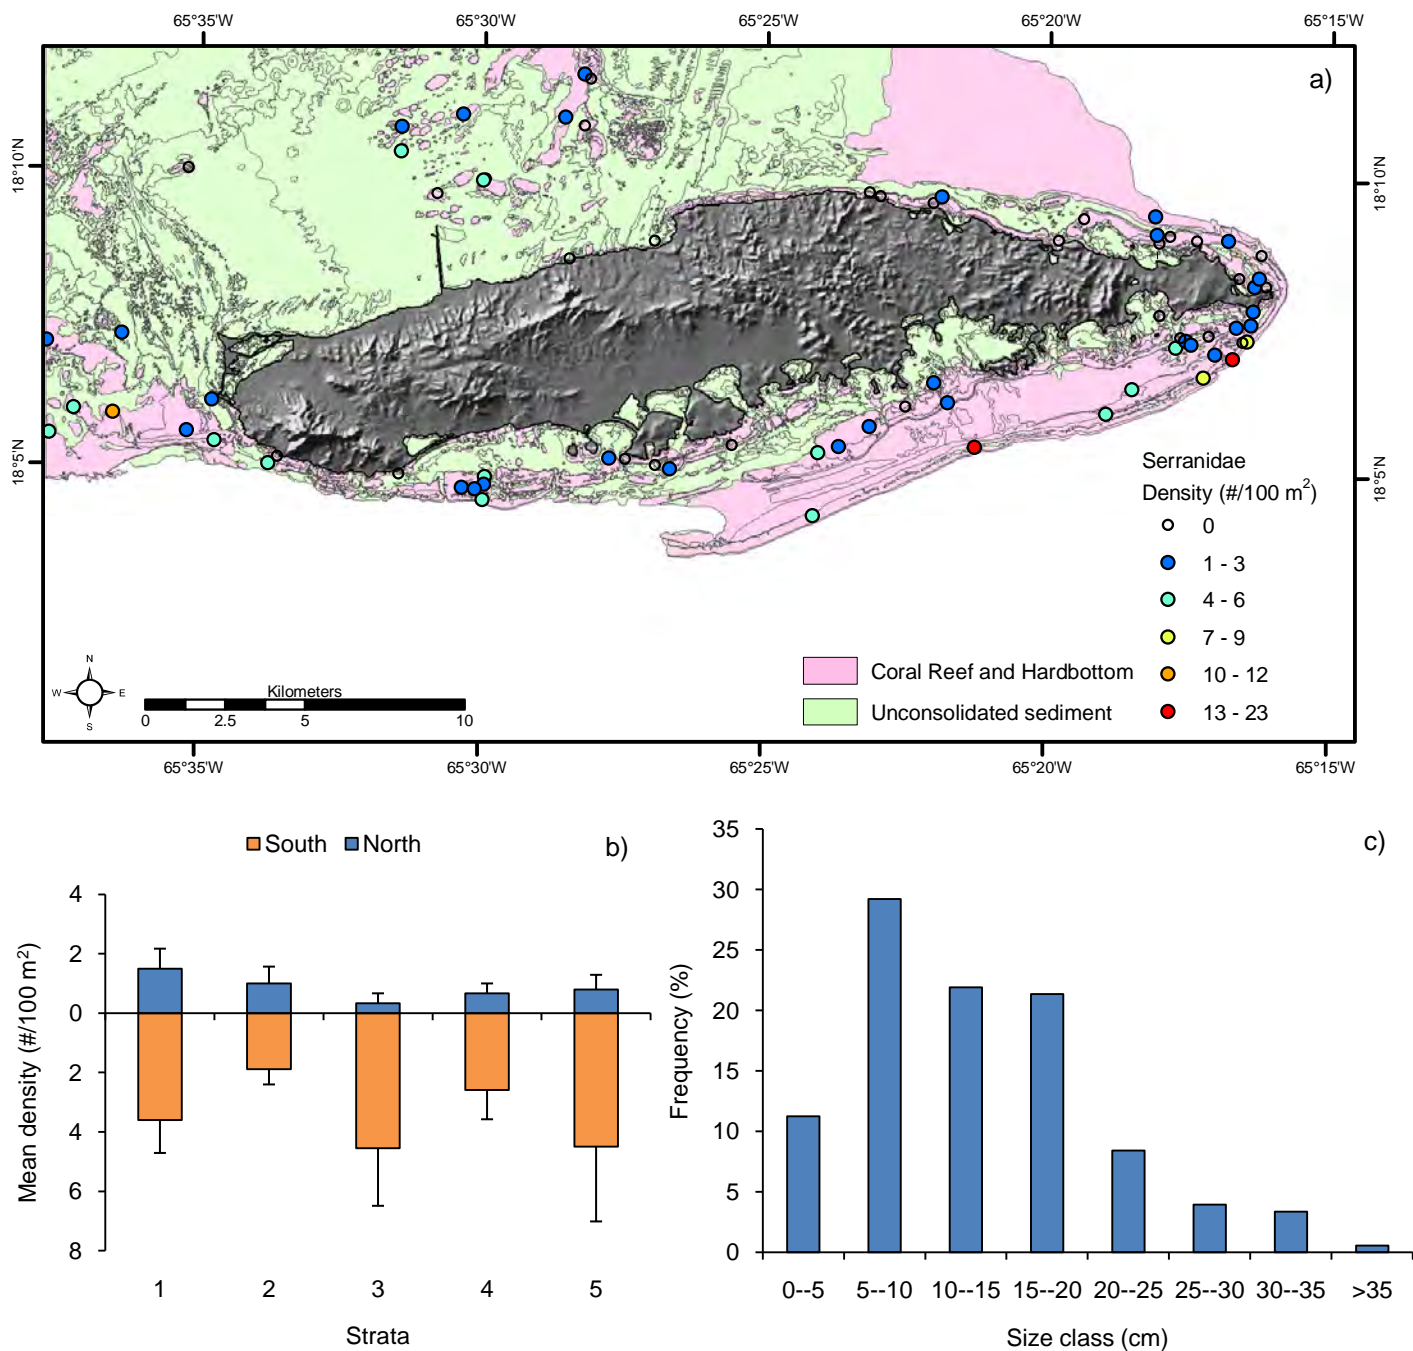 65°35'W 65°30'W 65°25'W 65°20'W 65°15'W
a)
18°10'N 18°10'N
18°5'N 18°5'N
Serranidae
Density (#/100 m²)
0
1 - 3
4 - 6
7 - 9
10 - 12
13 - 23
Coral Reef and Hardbottom
Unconsolidated sediment
N
W E
S
Kilometers
0 2.5 5 10
65°35'W 65°30'W 65°25'W 65°20'W 65°15'W
South North b)
Mean density (#/100 m²)
4
2
0
2
4
6
8
1 2 3 4 5
Strata
c)
Frequency (%)
35
30
25
20
15
10
5
0
0--5 5--10 10--15 15--20 20--25 25--30 30--35 >35
Size class (cm)